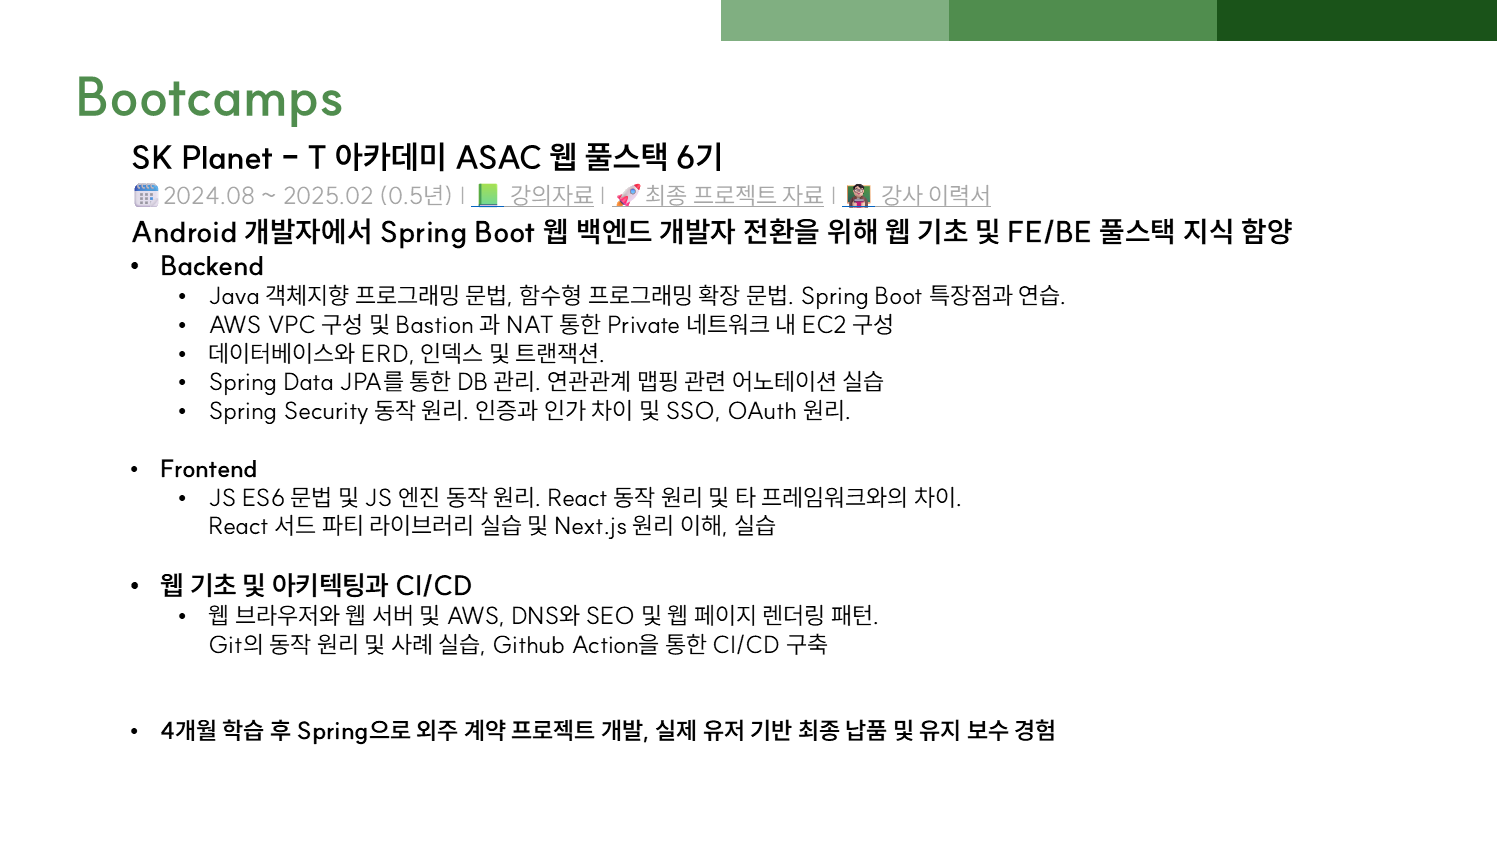 Bootcamps
SK Planet – T 아카데미 ASAC 웹 풀스택 6기
2024.08 ~ 2025.02 (0.5년) | 강의자료 | 최종 프로젝트 자료 | 강사 이력서
Android 개발자에서 Spring Boot 웹 백엔드 개발자 전환을 위해 웹 기초 및 FE/BE 풀스택 지식 함양
• Backend
• Java 객체지향 프로그래밍 문법, 함수형 프로그래밍 확장 문법. Spring Boot 특장점과 연습.
• AWS VPC 구성 및 Bastion 과 NAT 통한 Private 네트워크 내 EC2 구성
• 데이터베이스와 ERD, 인덱스 및 트랜잭션.
• Spring Data JPA를 통한 DB 관리. 연관관계 맵핑 관련 어노테이션 실습
• Spring Security 동작 원리. 인증과 인가 차이 및 SSO, OAuth 원리.
• Frontend
• JS ES6 문법 및 JS 엔진 동작 원리. React 동작 원리 및 타 프레임워크와의 차이.
React 서드 파티 라이브러리 실습 및 Next.js 원리 이해, 실습
• 웹 기초 및 아키텍팅과 CI/CD
• 웹 브라우저와 웹 서버 및 AWS, DNS와 SEO 및 웹 페이지 렌더링 패턴.
Git의 동작 원리 및 사례 실습, Github Action을 통한 CI/CD 구축
• 4개월 학습 후 Spring으로 외주 계약 프로젝트 개발, 실제 유저 기반 최종 납품 및 유지 보수 경험